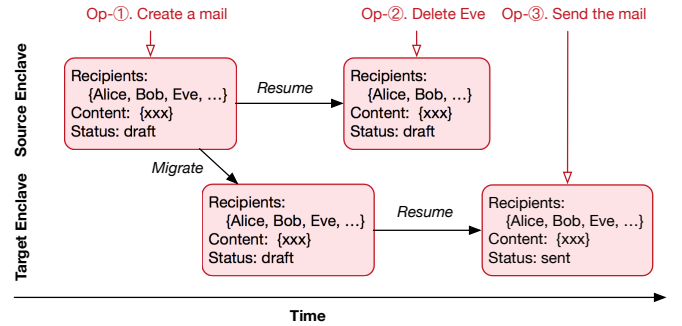 Op-①. Create a mail
Op-②. Delete Eve
Op-③. Send the mail
Source Enclave
Recipients:
{Alice, Bob, Eve, ...}
Content: {xxx}
Status: draft
Resume
Recipients:
{Alice, Bob, ...}
Content: {xxx}
Status: draft
Migrate
Target Enclave
Recipients:
{Alice, Bob, Eve, ...}
Content: {xxx}
Status: draft
Resume
Recipients:
{Alice, Bob, Eve, ...}
Content: {xxx}
Status: sent
Time